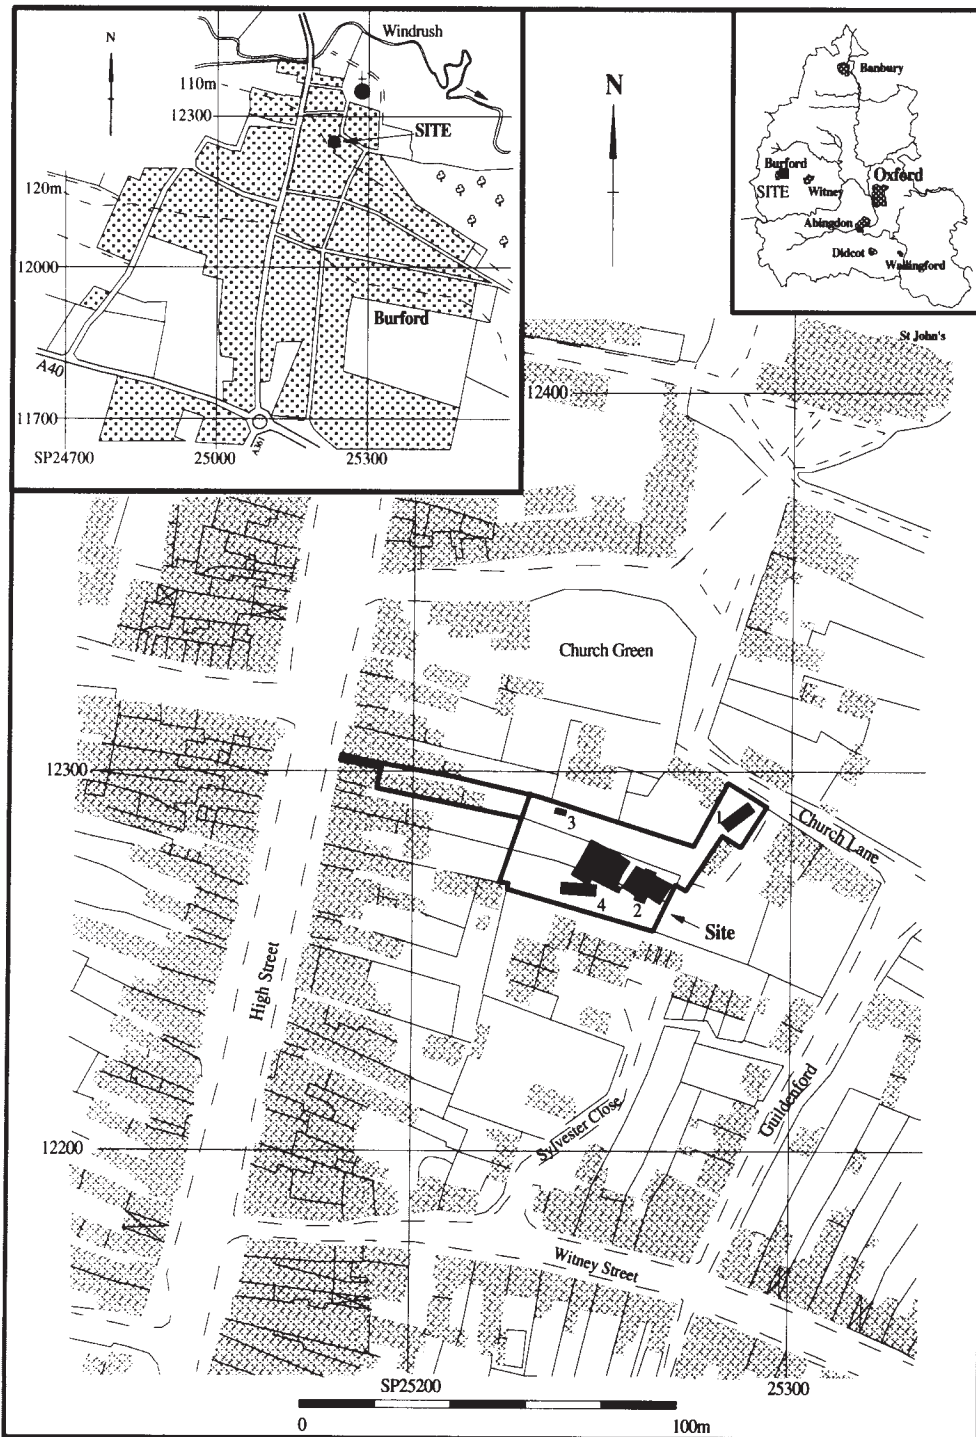 N
Windrush
110m
12300
SITE
120m
12000
Burford
A40
11700
A361
SP24700
25000
25300
N
Banbury
Burford
SITE
Witney
Oxford
Abingdon
Didcot
Wallingford
St John's
12400
Church Green
12300
1
3
Church Lane
4
2
Site
High Street
Guildenford
Sylvester Close
12200
Witney Street
SP25200
25300
0
100m